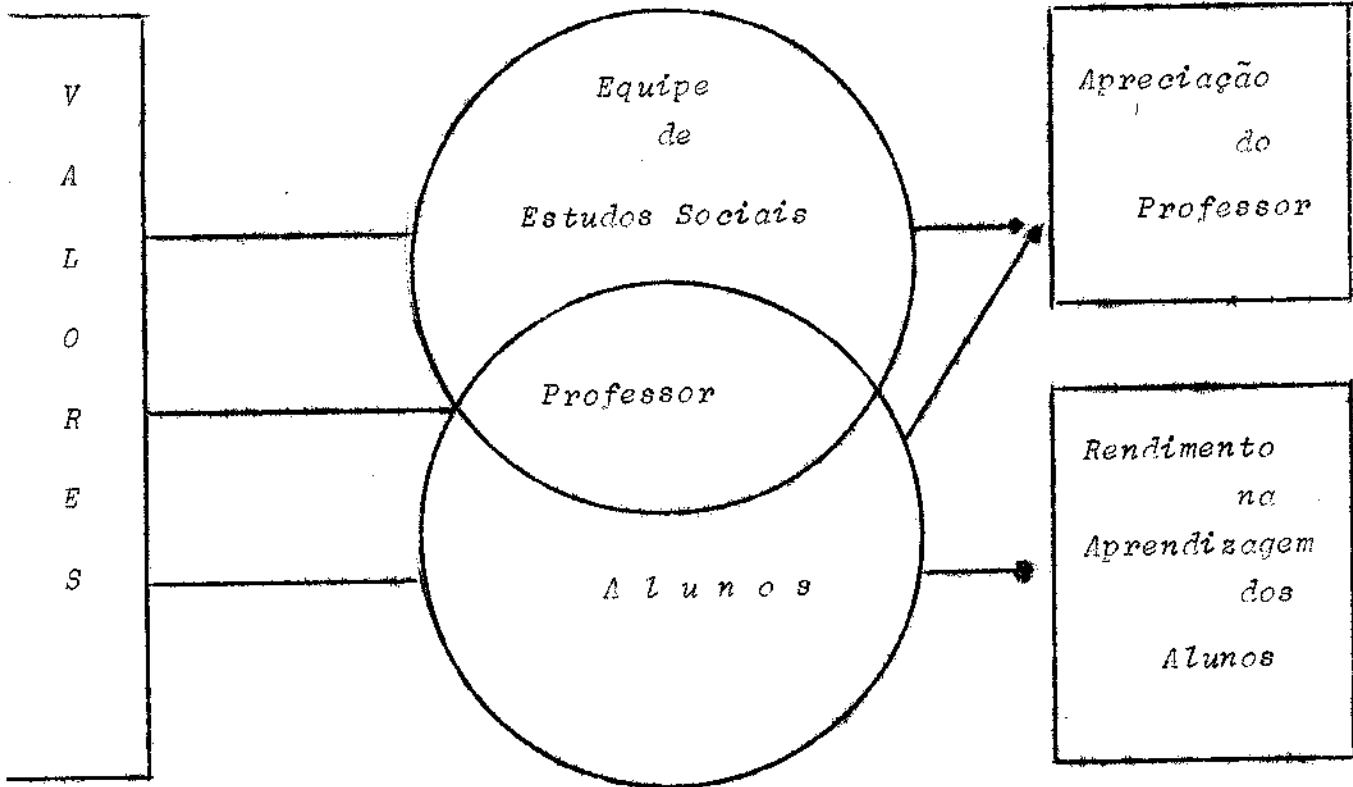 V
A
L
O
R
E
S
Equipe
de
Estudos Sociais
Professor
A l u n o s
Apreciação
do
Professor
Rendimento
na
Aprendizagem
dos
Alunos